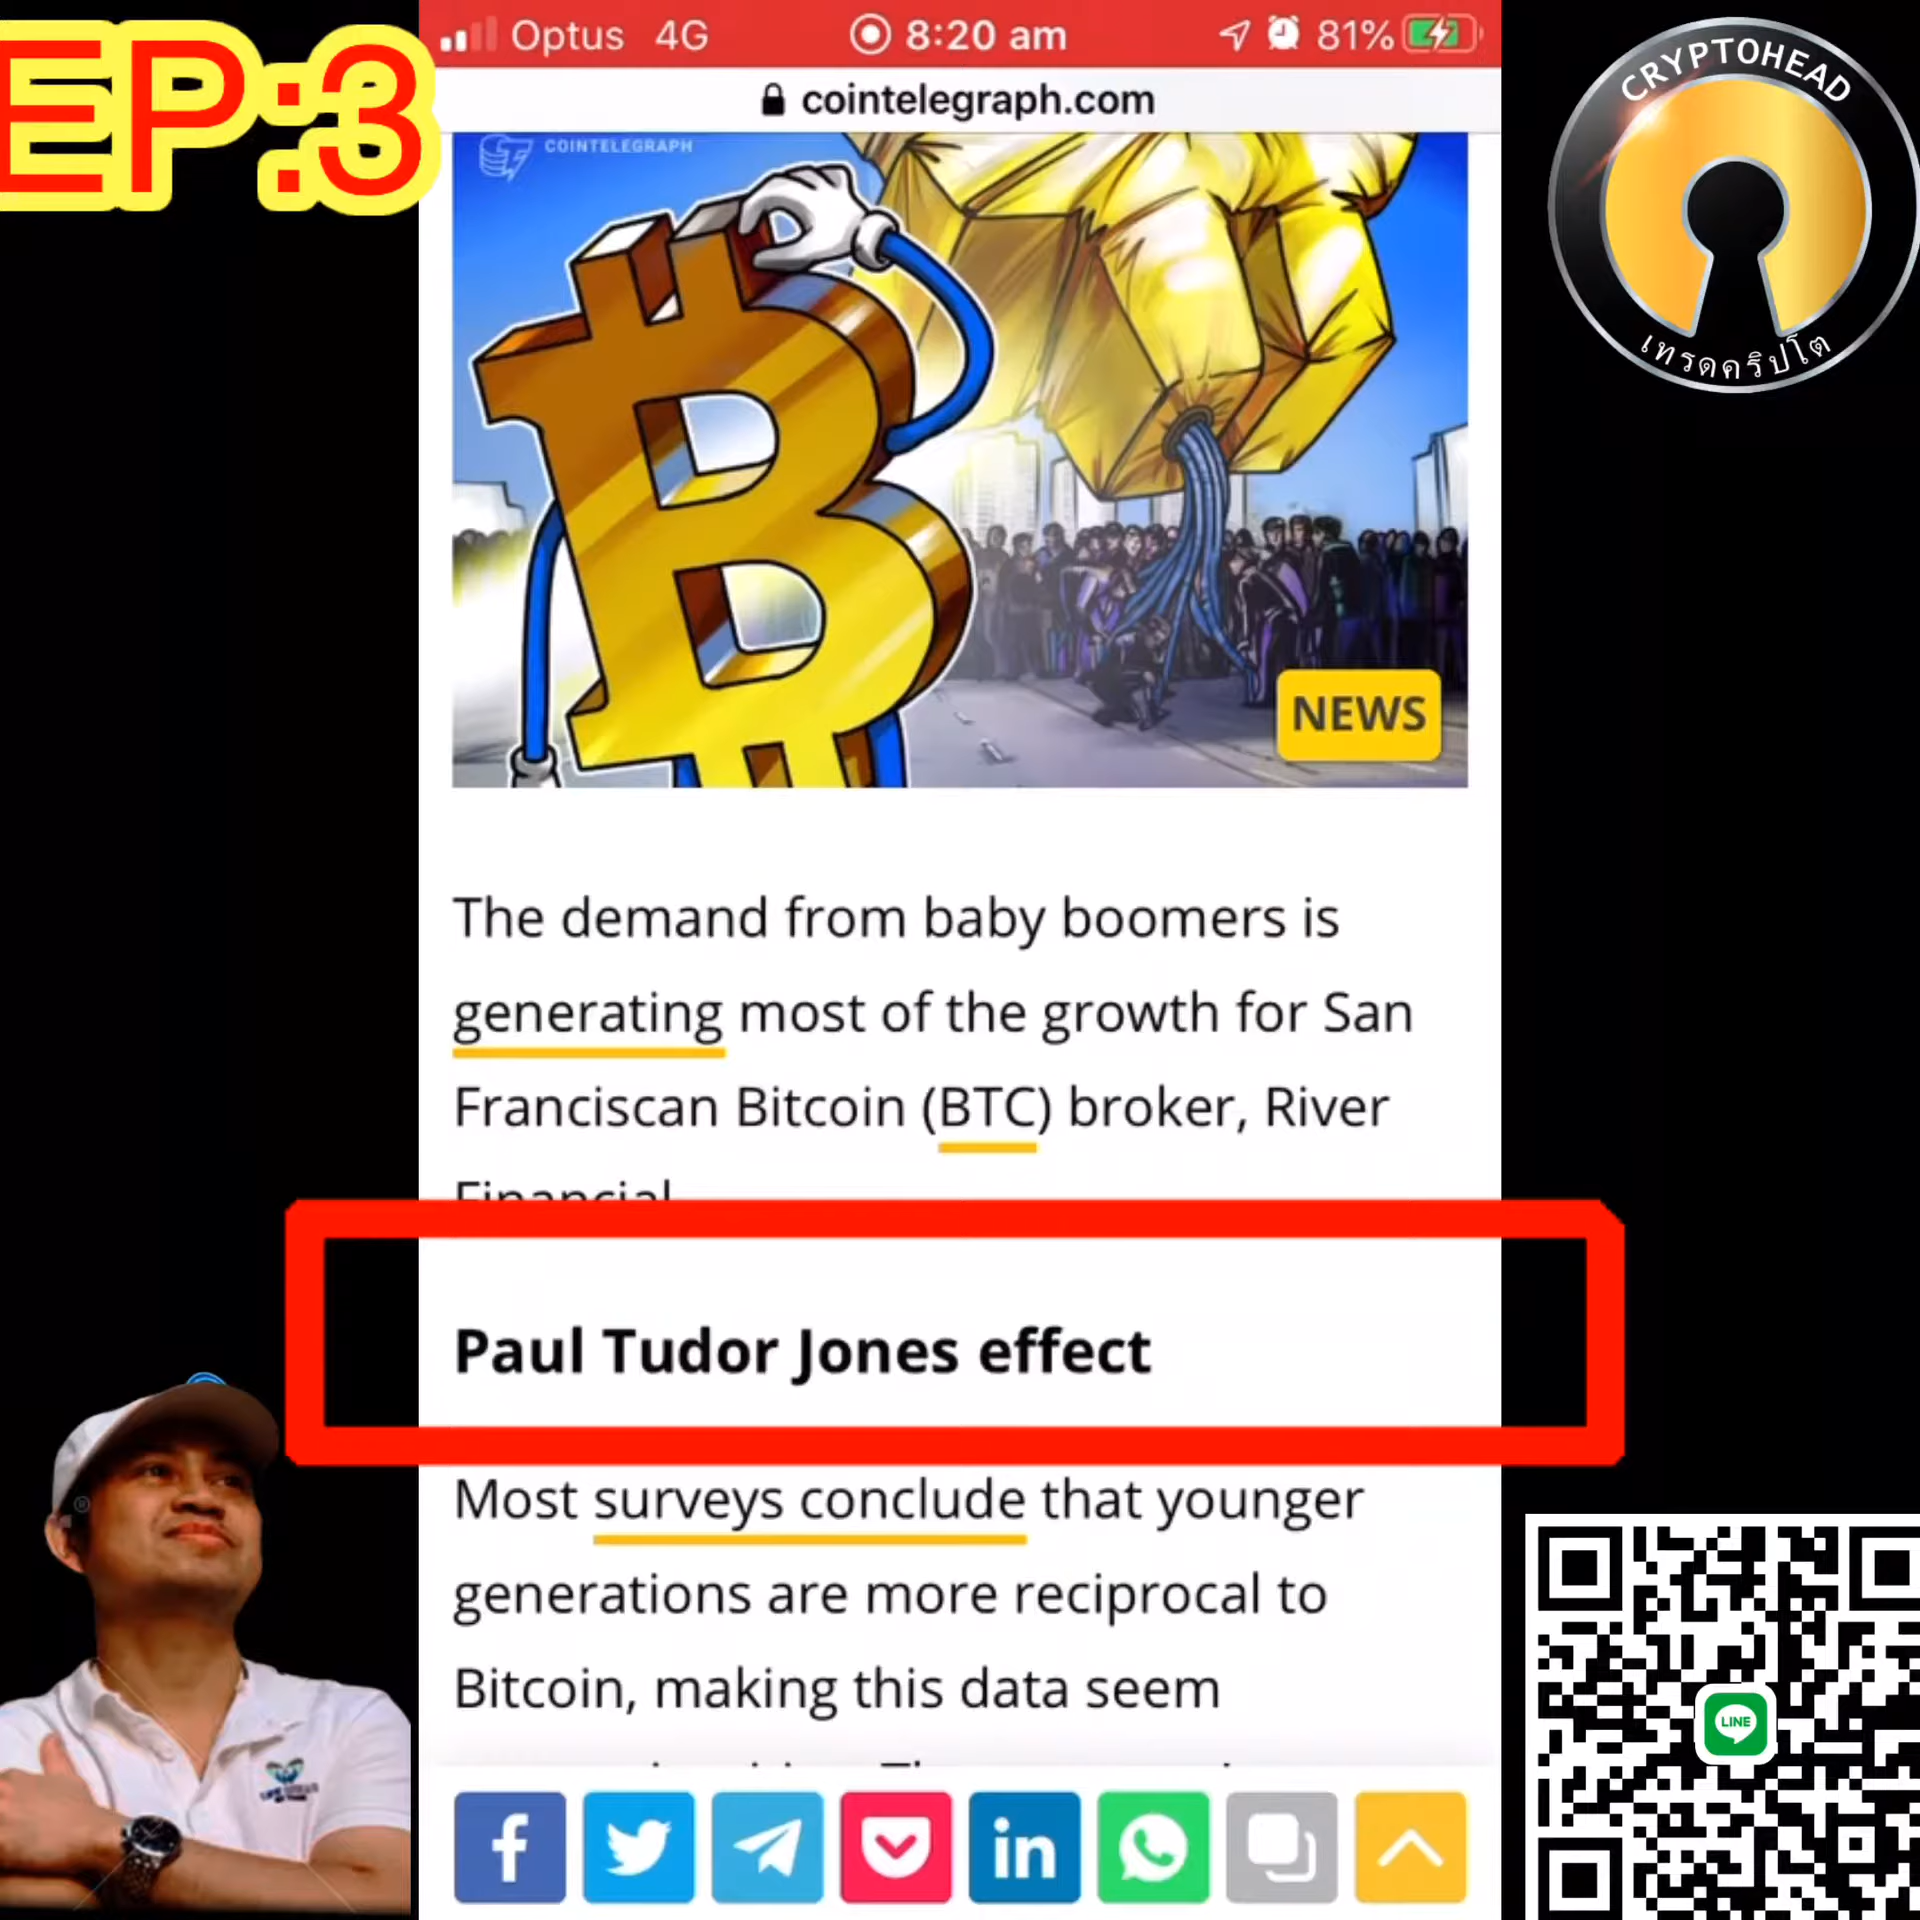 EP:3
Optus 4G 8:20 am 81%
cointelegraph.com
CRYPTOHEAD
เทรดคริปโต
COINTELEGRAPH
NEWS
The demand from baby boomers is
generating most of the growth for San
Franciscan Bitcoin (BTC) broker, River
Financial
Paul Tudor Jones effect
Most surveys conclude that younger
generations are more reciprocal to
Bitcoin, making this data seem
LINE